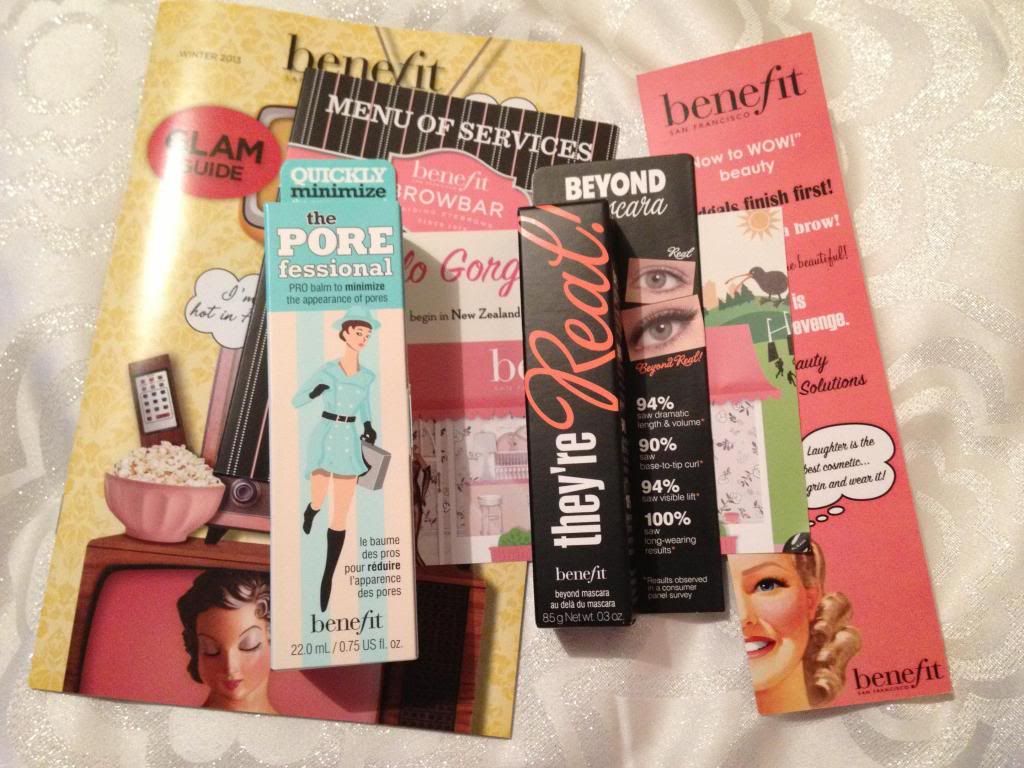 WINTER 2013
benefit
GLAM
GUIDE
I'm
hot in
MENU OF SERVICES
benefit
BROWBAR
SINCE
Gorg
begin in New Zealand
QUICKLY
minimize
the
PORE
fessional
PRO balm to minimize
the appearance of pores
le baume
des pros
pour réduire
l'apparence
des pores
benefit
22.0 mL / 0.75 US fl. oz.
they're Real!
benefit
beyond mascara
au delà du mascara
8.5 g Net wt. 0.3 oz.
BEYOND
Real
Beyond Real!
94%
saw dramatic
length & volume*
90%
saw
base-to-tip curl*
94%
saw visible lift*
100%
saw
long-wearing
results*
*Results observed
in a consumer
panel survey
benefit
SAN FRANCISCO
to WOW!"
beauty
finish first!
brow!
beautiful!
is
Solutions
Laughter is the
best cosmetic...
grin and wear it!
benefit
SAN FRANCISCO